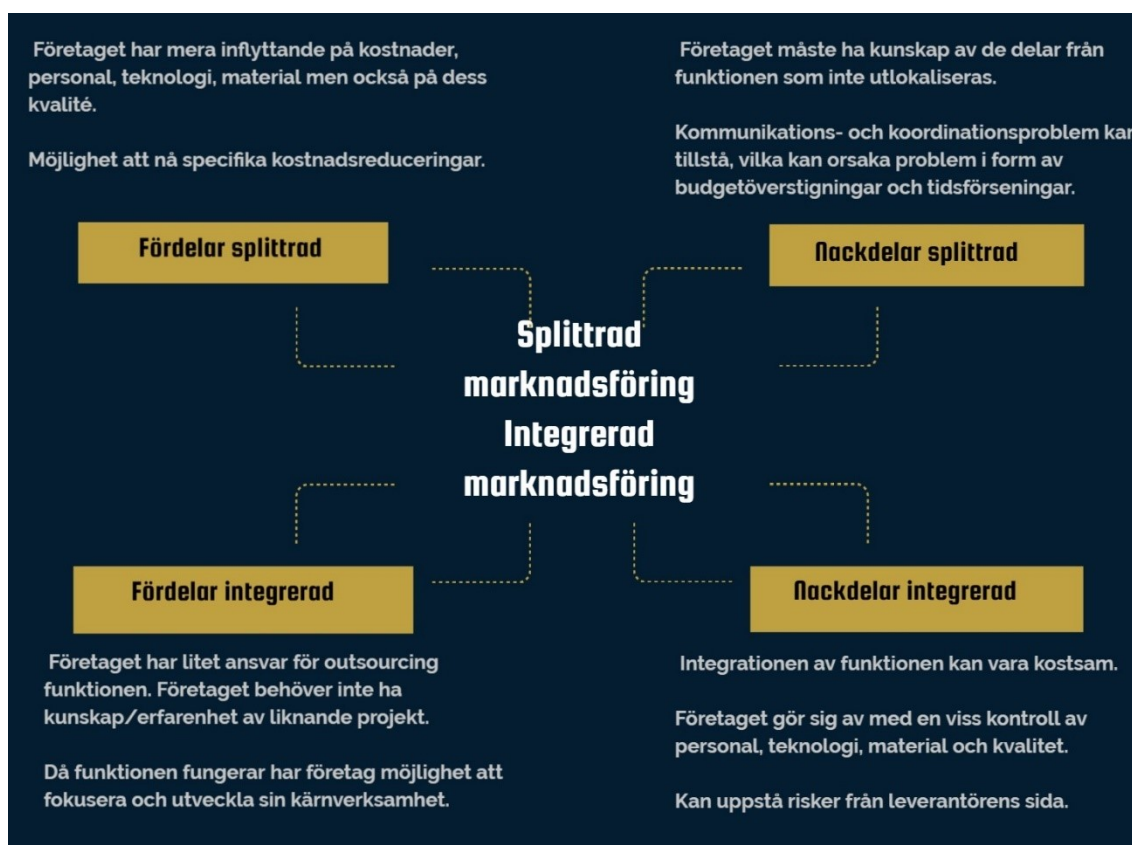 Företaget har mera inflyttande på kostnader,
personal, teknologi, material men också på dess
kvalité.
Möjlighet att nå specifika kostnadsreduceringar.
Fördelar splittrad
Företaget måste ha kunskap av de delar från
funktionen som inte utlokaliseras.
Kommunikations- och koordinationsproblem kan
tillstå, vilka kan orsaka problem i form av
budgetöverstigningar och tidsförseningar.
Nackdelar splittrad
Splittrad
marknadsföring
Integrerad
marknadsföring
Fördelar integrerad
Företaget har litet ansvar för outsourcing
funktionen. Företaget behöver inte ha
kunskap/erfarenhet av liknande projekt.
Då funktionen fungerar har företag möjlighet att
fokusera och utveckla sin kärnverksamhet.
Nackdelar integrerad
Integrationen av funktionen kan vara kostsam.
Företaget gör sig av med en viss kontroll av
personal, teknologi, material och kvalitet.
Kan uppstå risker från leverantörens sida.